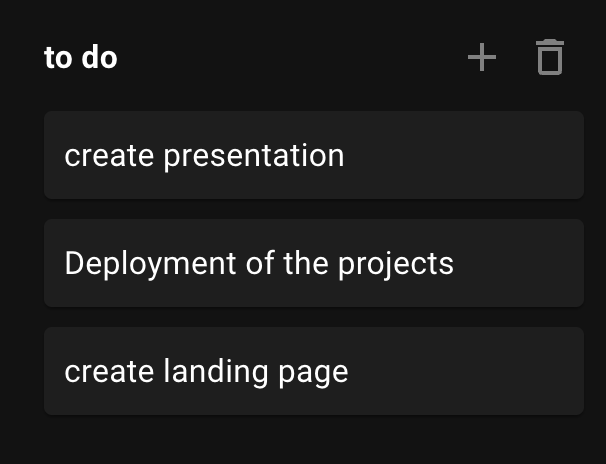 to do
create presentation
Deployment of the projects
create landing page